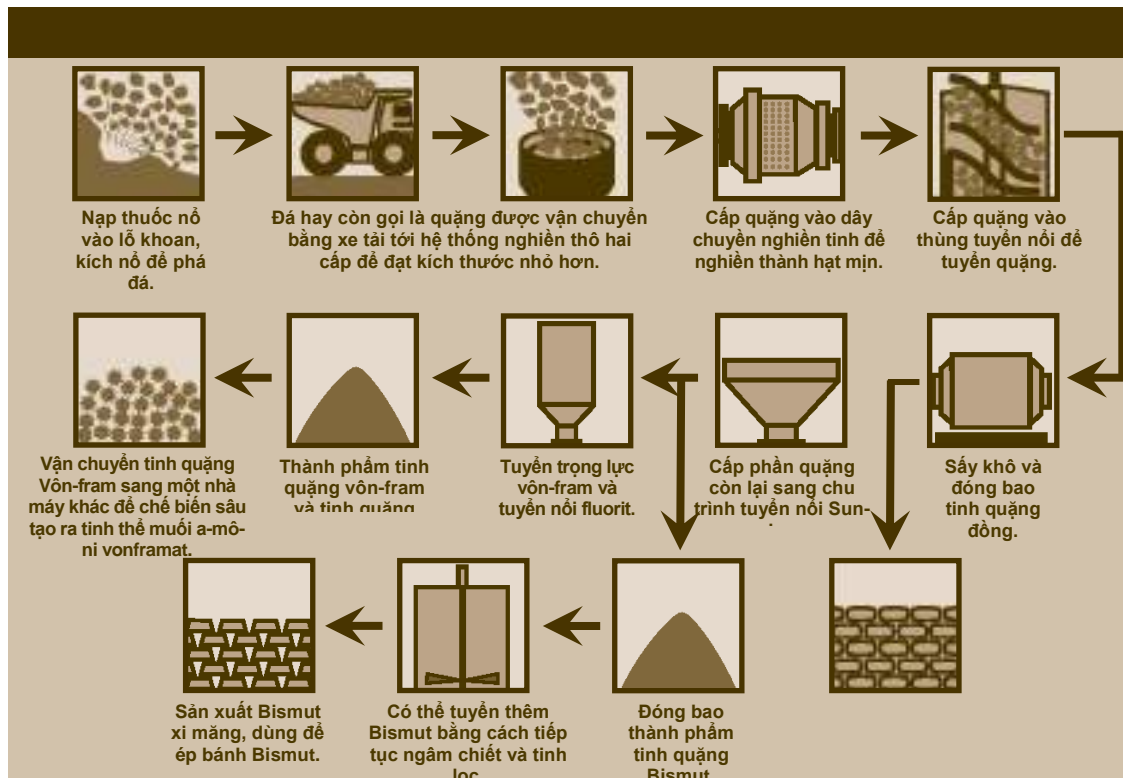 Nạp thuốc nổ
vào lỗ khoan,
kích nổ để phá
đá.
Đá hay còn gọi là quặng được vận chuyển
bằng xe tải tới hệ thống nghiền thô hai
cấp để đạt kích thước nhỏ hơn.
Cấp quặng vào dây
chuyền nghiền tinh để
nghiền thành hạt mịn.
Cấp quặng vào
thùng tuyển nổi để
tuyển quặng.
Vận chuyển tinh quặng
Vôn-fram sang một nhà
máy khác để chế biến sâu
tạo ra tinh thể muối a-mô-
ni vonframat.
Thành phẩm tinh
quặng vôn-fram
và tinh quặng
Tuyển trọng lực
vôn-fram và
tuyển nổi fluorit.
Cấp phần quặng
còn lại sang chu
trình tuyển nổi Sun-
Sấy khô và
đóng bao
tinh quặng
đồng.
Sản xuất Bismut
xi măng, dùng để
ép bánh Bismut.
Có thể tuyển thêm
Bismut bằng cách tiếp
tục ngâm chiết và tinh
lọc
Đóng bao
thành phẩm
tinh quặng
Bismut